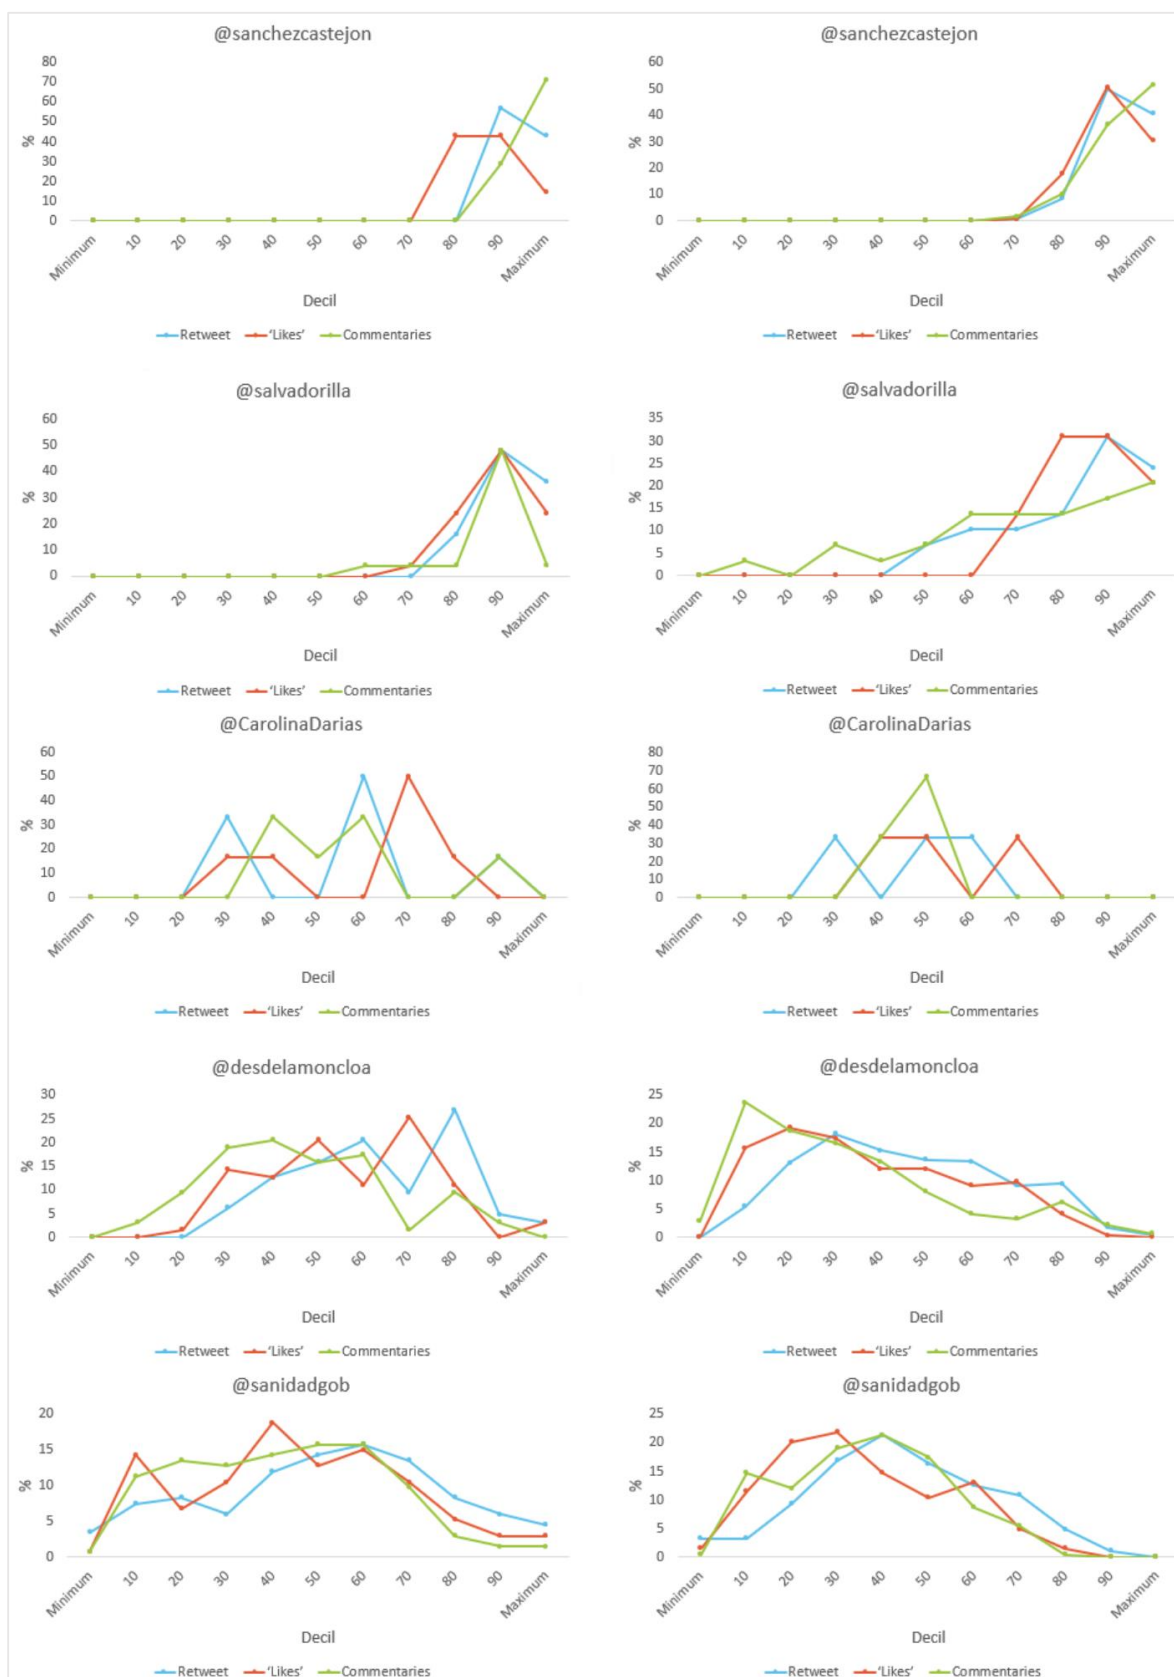 @sanchezcastejon
80
70
60
50
40
30
20
10
0
%
Minimum 10 20 30 40 50 60 70 80 90 Maximum
Decil
Retweet 'Likes' Commentaries
@sanchezcastejon
60
50
40
30
20
10
0
%
Minimum 10 20 30 40 50 60 70 80 90 Maximum
Decil
Retweet 'Likes' Commentaries
@salvadorilla
60
50
40
30
20
10
0
%
Minimum 10 20 30 40 50 60 70 80 90 Maximum
Decil
Retweet 'Likes' Commentaries
@salvadorilla
35
30
25
20
15
10
5
0
%
Minimum 10 20 30 40 50 60 70 80 90 Maximum
Decil
Retweet 'Likes' Commentaries
@CarolinaDarias
60
50
40
30
20
10
0
%
Minimum 10 20 30 40 50 60 70 80 90 Maximum
Decil
Retweet 'Likes' Commentaries
@CarolinaDarias
80
70
60
50
40
30
20
10
0
%
Minimum 10 20 30 40 50 60 70 80 90 Maximum
Decil
Retweet 'Likes' Commentaries
@desdelamoncloa
30
25
20
15
10
5
0
%
Minimum 10 20 30 40 50 60 70 80 90 Maximum
Decil
Retweet 'Likes' Commentaries
@desdelamoncloa
25
20
15
10
5
0
%
Minimum 10 20 30 40 50 60 70 80 90 Maximum
Decil
Retweet 'Likes' Commentaries
@sanidadgob
20
15
10
5
0
%
Minimum 10 20 30 40 50 60 70 80 90 Maximum
Decil
Retweet 'Likes' Commentaries
@sanidadgob
25
20
15
10
5
0
%
Minimum 10 20 30 40 50 60 70 80 90 Maximum
Decil
Retweet 'Likes' Commentaries